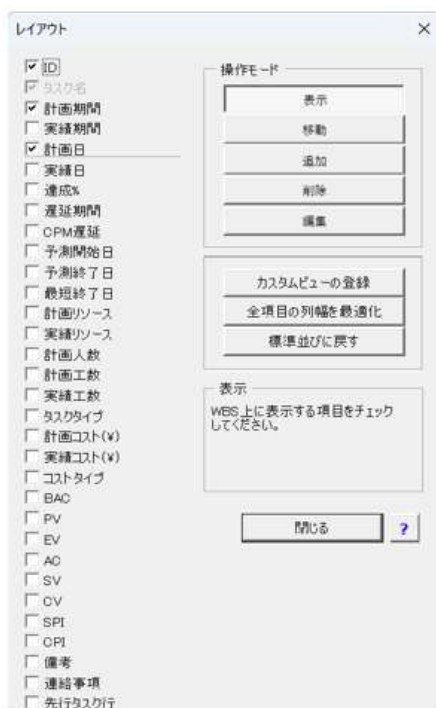 レイアウト
ID
タスク名
計画期間
実績期間
計画日
実績日
達成%
遅延期間
CPM遅延
予測開始日
予測終了日
最短終了日
計画リソース
実績リソース
計画人数
計画工数
実績工数
タスクタイプ
計画コスト(¥)
実績コスト(¥)
コストタイプ
BAC
PV
EV
AC
SV
CV
SPI
CPI
備考
連絡事項
先行タスク行
操作モード
表示
移動
追加
削除
編集
カスタムビューの登録
全項目の列幅を最適化
標準並びに戻す
表示
WBS上に表示する項目をチェック
してください。
閉じる
?